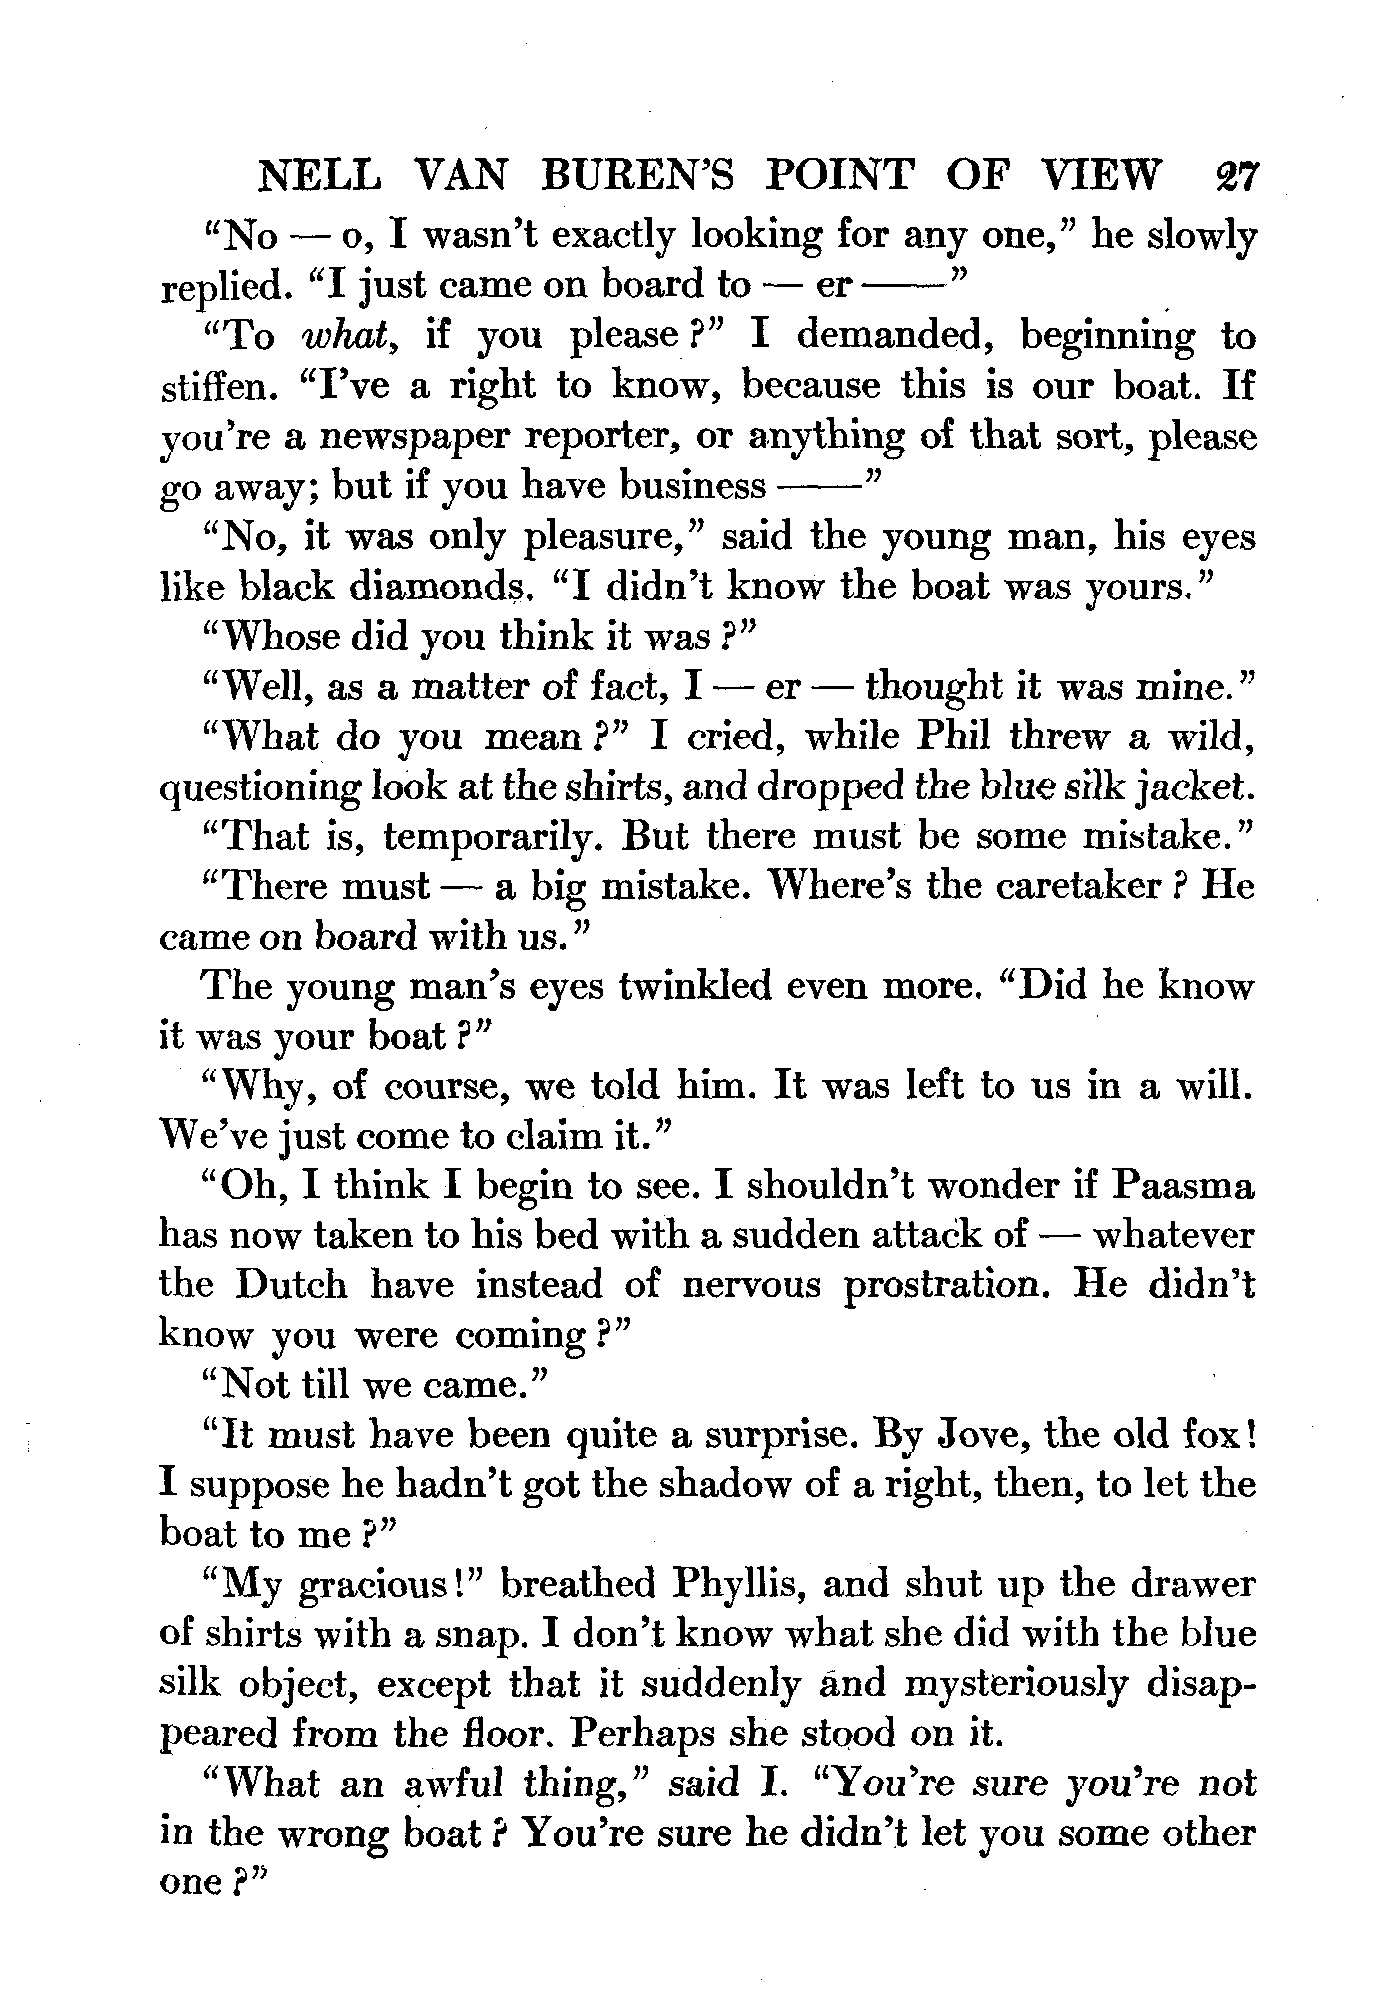 NELL VAN BUREN'S POINT OF VIEW 27
“No — o, I wasn't exactly looking for any one,” he slowly
replied. “I just came on board to — er ——”
“To what, if you please?” I demanded, beginning to
stiffen. “I've a right to know, because this is our boat. If
you're a newspaper reporter, or anything of that sort, please
go away; but if you have business ——”
“No, it was only pleasure,” said the young man, his eyes
like black diamonds. “I didn't know the boat was yours.”
“Whose did you think it was?”
“Well, as a matter of fact, I — er — thought it was mine.”
“What do you mean?” I cried, while Phil threw a wild,
questioning look at the shirts, and dropped the blue silk jacket.
“That is, temporarily. But there must be some mistake.”
“There must — a big mistake. Where's the caretaker? He
came on board with us.”
The young man's eyes twinkled even more. “Did he know
it was your boat?”
“Why, of course, we told him. It was left to us in a will.
We've just come to claim it.”
“Oh, I think I begin to see. I shouldn't wonder if Paasma
has now taken to his bed with a sudden attack of — whatever
the Dutch have instead of nervous prostration. He didn't
know you were coming?”
“Not till we came.”
“It must have been quite a surprise. By Jove, the old fox!
I suppose he hadn't got the shadow of a right, then, to let the
boat to me?”
“My gracious!” breathed Phyllis, and shut up the drawer
of shirts with a snap. I don't know what she did with the blue
silk object, except that it suddenly and mysteriously disap-
peared from the floor. Perhaps she stood on it.
“What an awful thing,” said I. “You're sure you're not
in the wrong boat? You're sure he didn't let you some other
one?”